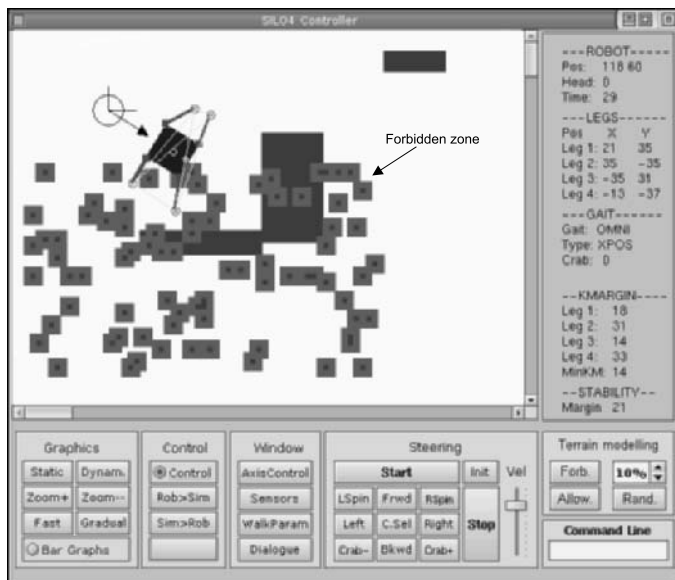 SILO4 Controller
Forbidden zone
---ROBOT---
Pos: 118 60
Head: 0
Time: 29
-----LEGS-----
Pos X Y
Leg 1: 21 35
Leg 2: 35 -35
Leg 3: -35 31
Leg 4: -13 -37
---GAIT------
Gait: OMNI
Type: XPOS
Crab: 0
--KMARGIN----
Leg 1: 18
Leg 2: 31
Leg 3: 14
Leg 4: 33
MinKM: 14
--STABILITY--
Margin 21
Graphics
Static Dynam.
Zoom+ Zoom--
Fast Gradual
Bar Graphs
Control
Control
Rob>Sim
Sim>Rob
Window
AxisControl
Sensors
WalkParam
Dialogue
Steering
Start Init Vel
LSpin Frwd RSpin
Left C.Sel Right Stop
Crab- Bkwd Crab+
Terrain modelling
Forb. 10%
Allow. Rand.
Command Line